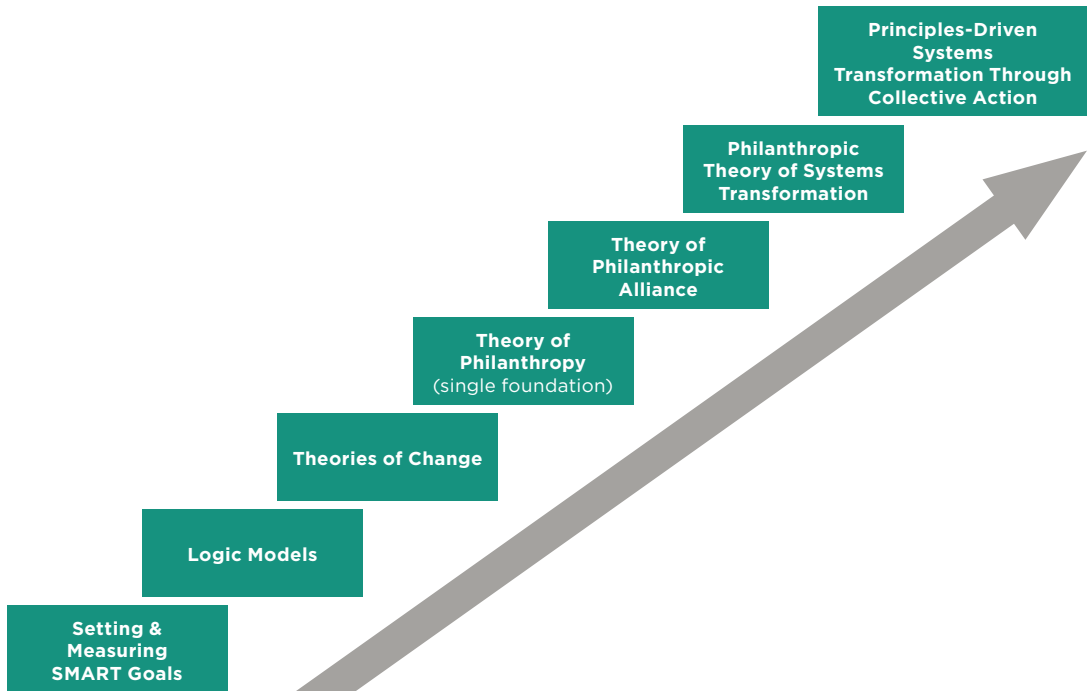 Principles-Driven
Systems
Transformation Through
Collective Action
Philanthropic
Theory of Systems
Transformation
Theory of
Philanthropic
Alliance
Theory of
Philanthropy
(single foundation)
Theories of Change
Logic Models
Setting &
Measuring
SMART Goals